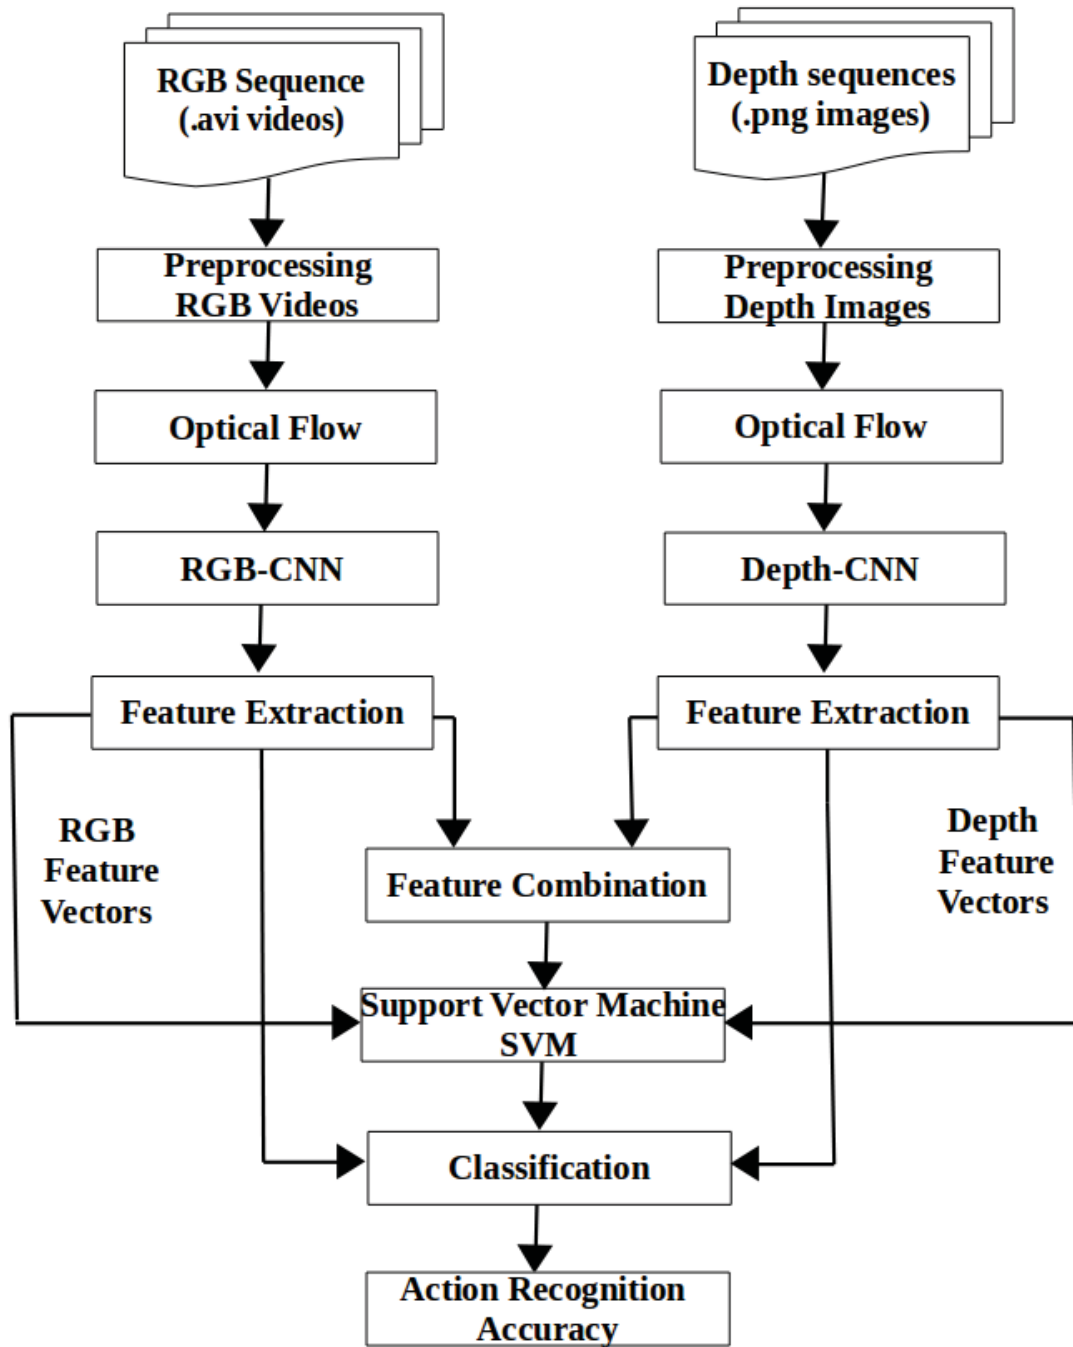 RGB Sequence
(.avi videos)
Depth sequences
(.png images)
Preprocessing
RGB Videos
Preprocessing
Depth Images
Optical Flow
Optical Flow
RGB-CNN
Depth-CNN
Feature Extraction
Feature Extraction
RGB
Feature
Vectors
Depth
Feature
Vectors
Feature Combination
Support Vector Machine
SVM
Classification
Action Recognition
Accuracy